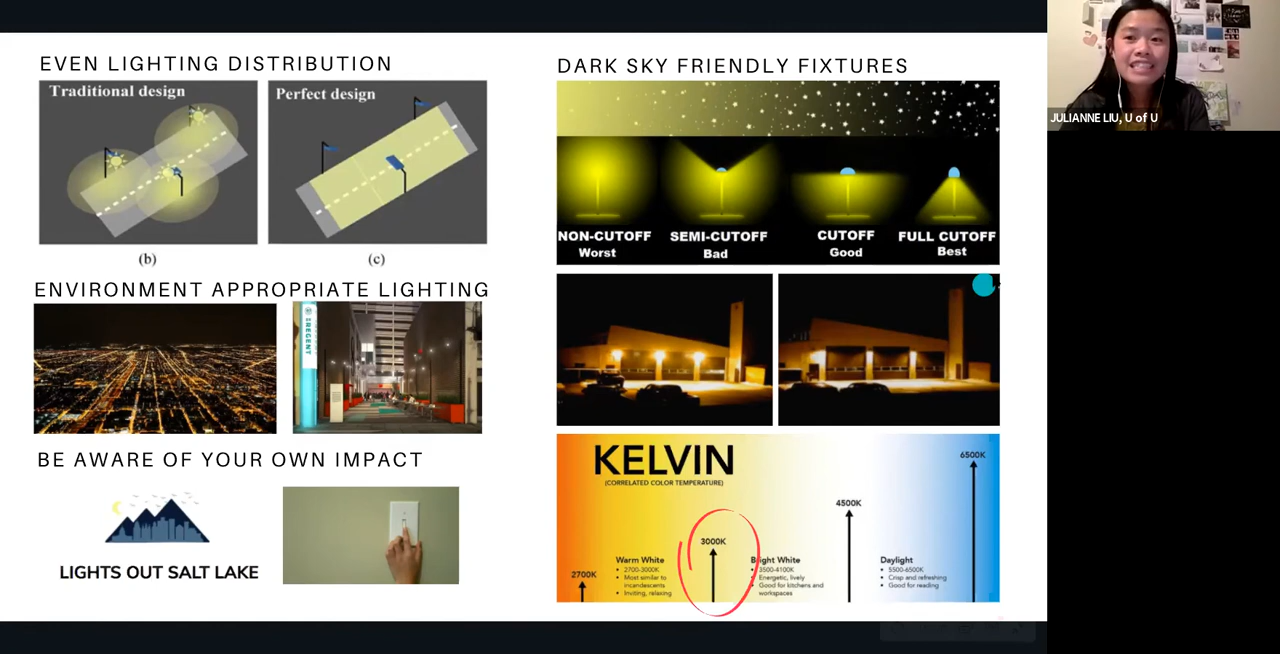 EVEN LIGHTING DISTRIBUTION
Traditional design
Perfect design
(b)
(c)
ENVIRONMENT APPROPRIATE LIGHTING
REGENT
BE AWARE OF YOUR OWN IMPACT
LIGHTS OUT SALT LAKE
DARK SKY FRIENDLY FIXTURES
NON-CUTOFF
Worst
SEMI-CUTOFF
Bad
CUTOFF
Good
FULL CUTOFF
Best
KELVIN
(CORRELATED COLOR TEMPERATURE)
2700K
Warm White
• 2700-3000K
• Most similar to
incandescents
• Inviting, relaxing
3000K
Bright White
3500-4100K
Energetic, lively
• Good for kitchens and
workspaces
4500K
Daylight
• 5500-6500K
• Crisp and refreshing
• Good for reading
6500K
JULIANNE LIU, U of U